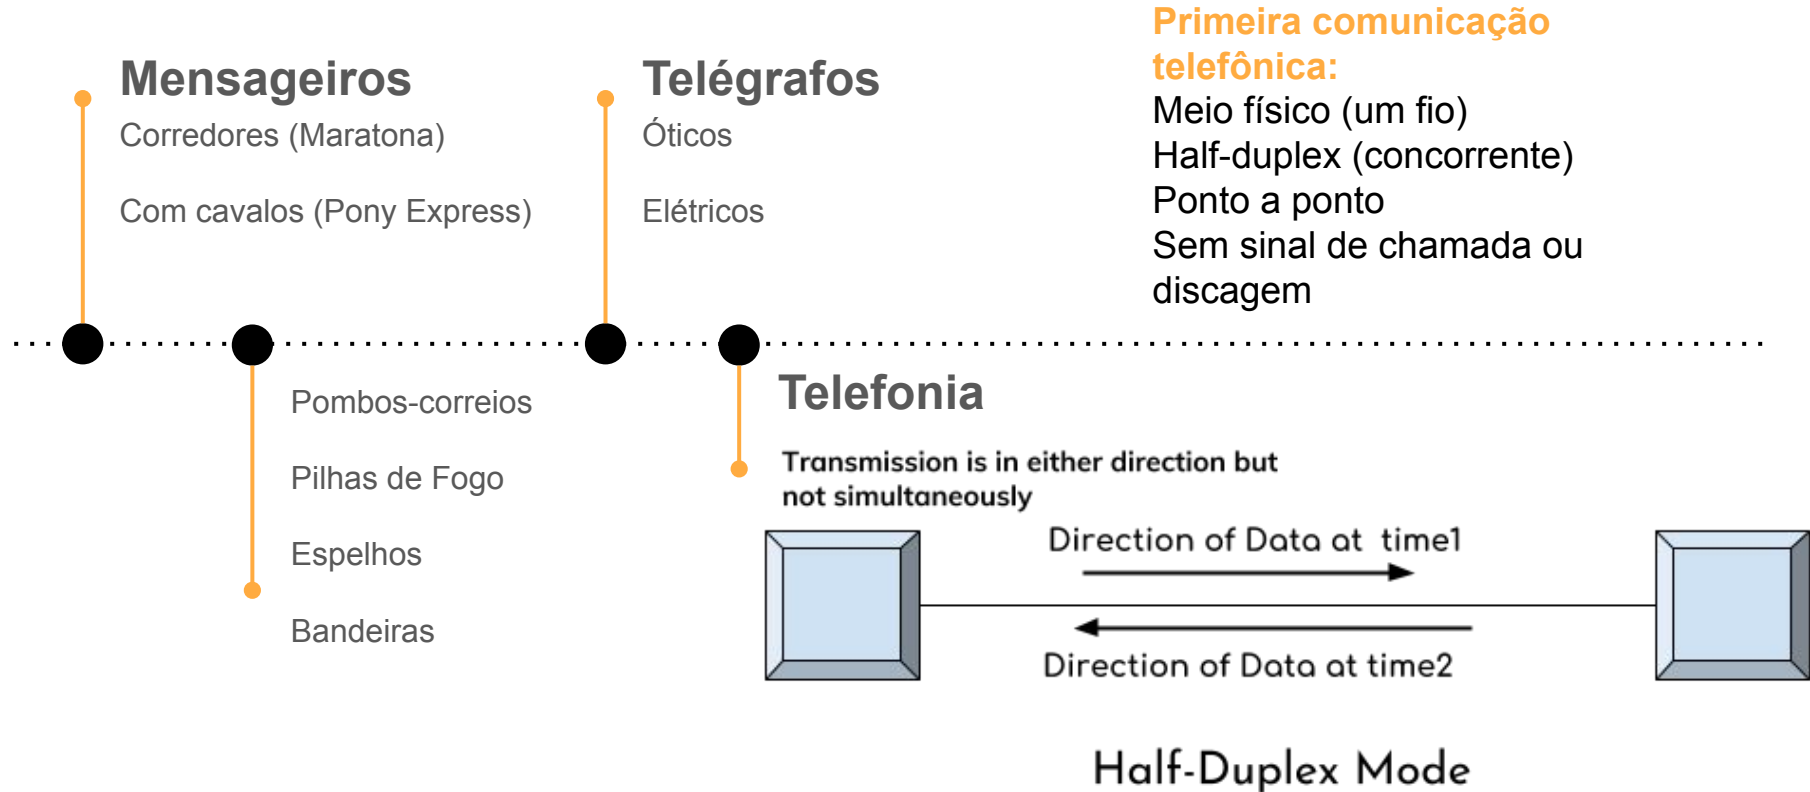 Mensageiros
Corredores (Maratona)
Com cavalos (Pony Express)
Telégrafos
Óticos
Elétricos
Primeira comunicação
telefônica:
Meio físico (um fio)
Half-duplex (concorrente)
Ponto a ponto
Sem sinal de chamada ou
discagem
Pombos-correios
Pilhas de Fogo
Espelhos
Bandeiras
Telefonia
Transmission is in either direction but
not simultaneously
Direction of Data at time1
Direction of Data at time2
Half-Duplex Mode